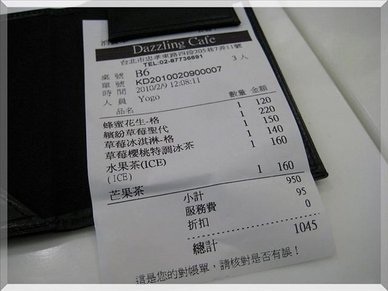 Dazzling Cafe
台北市忠孝東路四段205巷7弄11號
TEL:02-87736691
桌號 B6 3人
單號 KD2010020900007
時間 2010/2/9 12:08:11
人員 Yogo
品名 數量 金額
蜂蜜花生-格 1 120
繽紛草莓聖代 1 220
草莓冰淇淋-格 1 150
草莓櫻桃特調冰茶 1 140
水果茶(ICE) 1 160
(ICE)
芒果茶 1 160
小計 950
服務費 95
折扣 0
總計 1045
這是您的對帳單，請核對是否有誤！